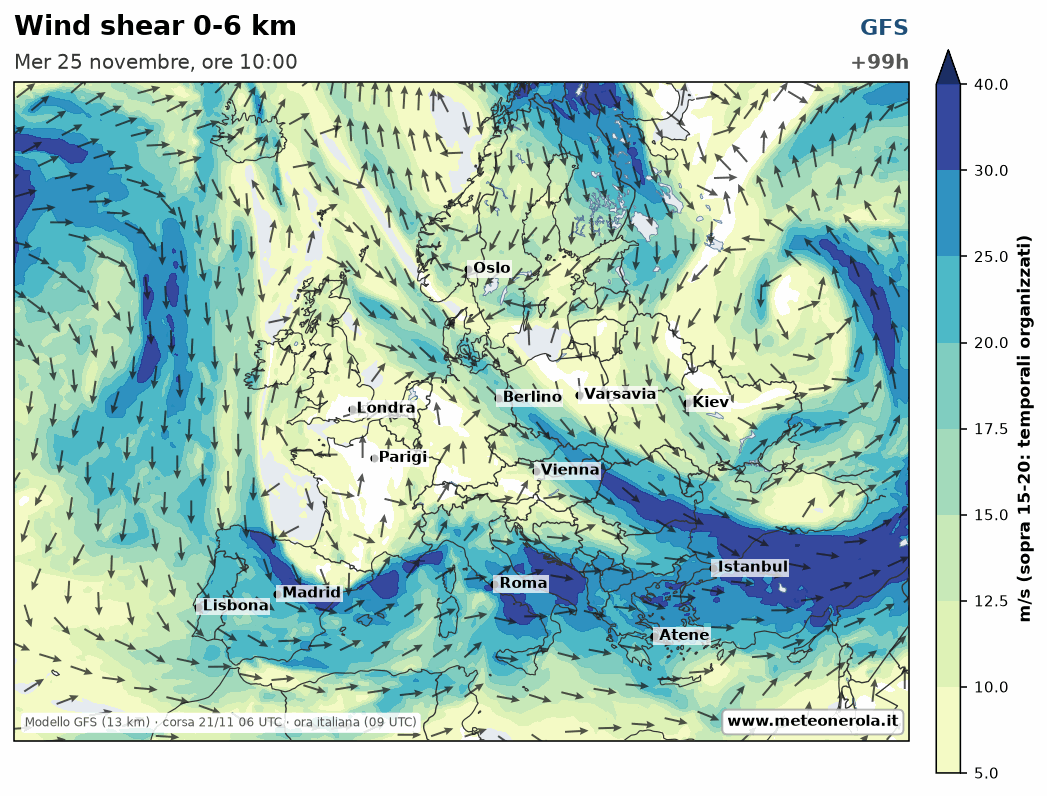 Wind shear 0-6 km
GFS
Mer 25 novembre, ore 10:00
+99h
40.0
30.0
25.0
20.0
17.5
15.0
12.5
10.0
5.0
m/s (sopra 15-20: temporali organizzati)
Oslo
Berlino
Varsavia
Kiev
Londra
Parigi
Vienna
Istanbul
Roma
Madrid
Lisbona
Atene
Modello GFS (13 km) · corsa 21/11 06 UTC · ora italiana (09 UTC)
www.meteonerola.it